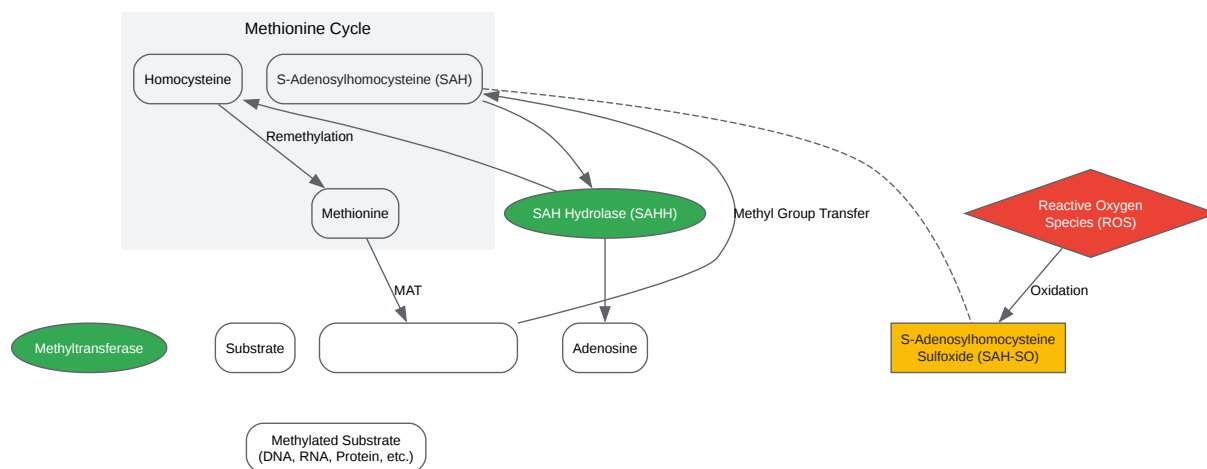 Methionine Cycle
Homocysteine
S-Adenosylhomocysteine (SAH)
Remethylation
Methionine
SAH Hydrolase (SAHH)
Methyl Group Transfer
Reactive Oxygen
Species (ROS)
MAT
Oxidation
Methyltransferase
Substrate
Adenosine
S-Adenosylhomocysteine
Sulfoxide (SAH-SO)
Methylated Substrate
(DNA, RNA, Protein, etc.)